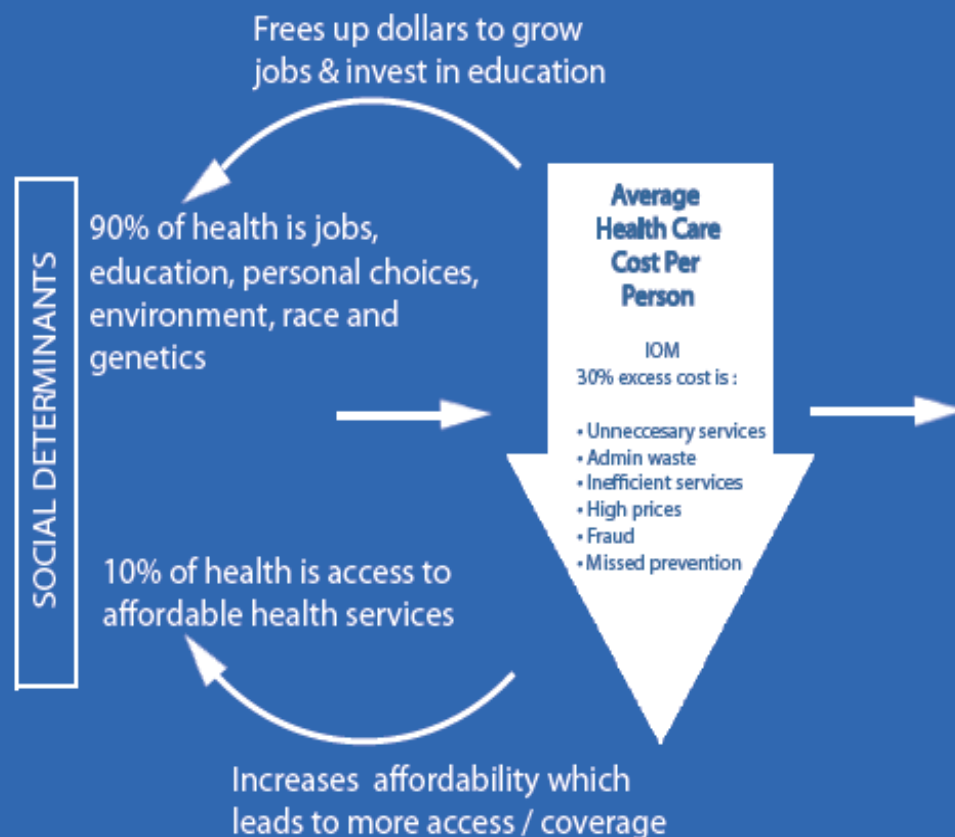 Frees up dollars to grow
jobs & invest in education
SOCIAL DETERMINANTS
90% of health is jobs,
education, personal choices,
environment, race and
genetics
10% of health is access to
affordable health services
Average
Health Care
Cost Per
Person
IOM
30% excess cost is :
• Unneccesary services
• Admin waste
• Inefficient services
• High prices
• Fraud
• Missed prevention
Increases affordability which
leads to more access / coverage